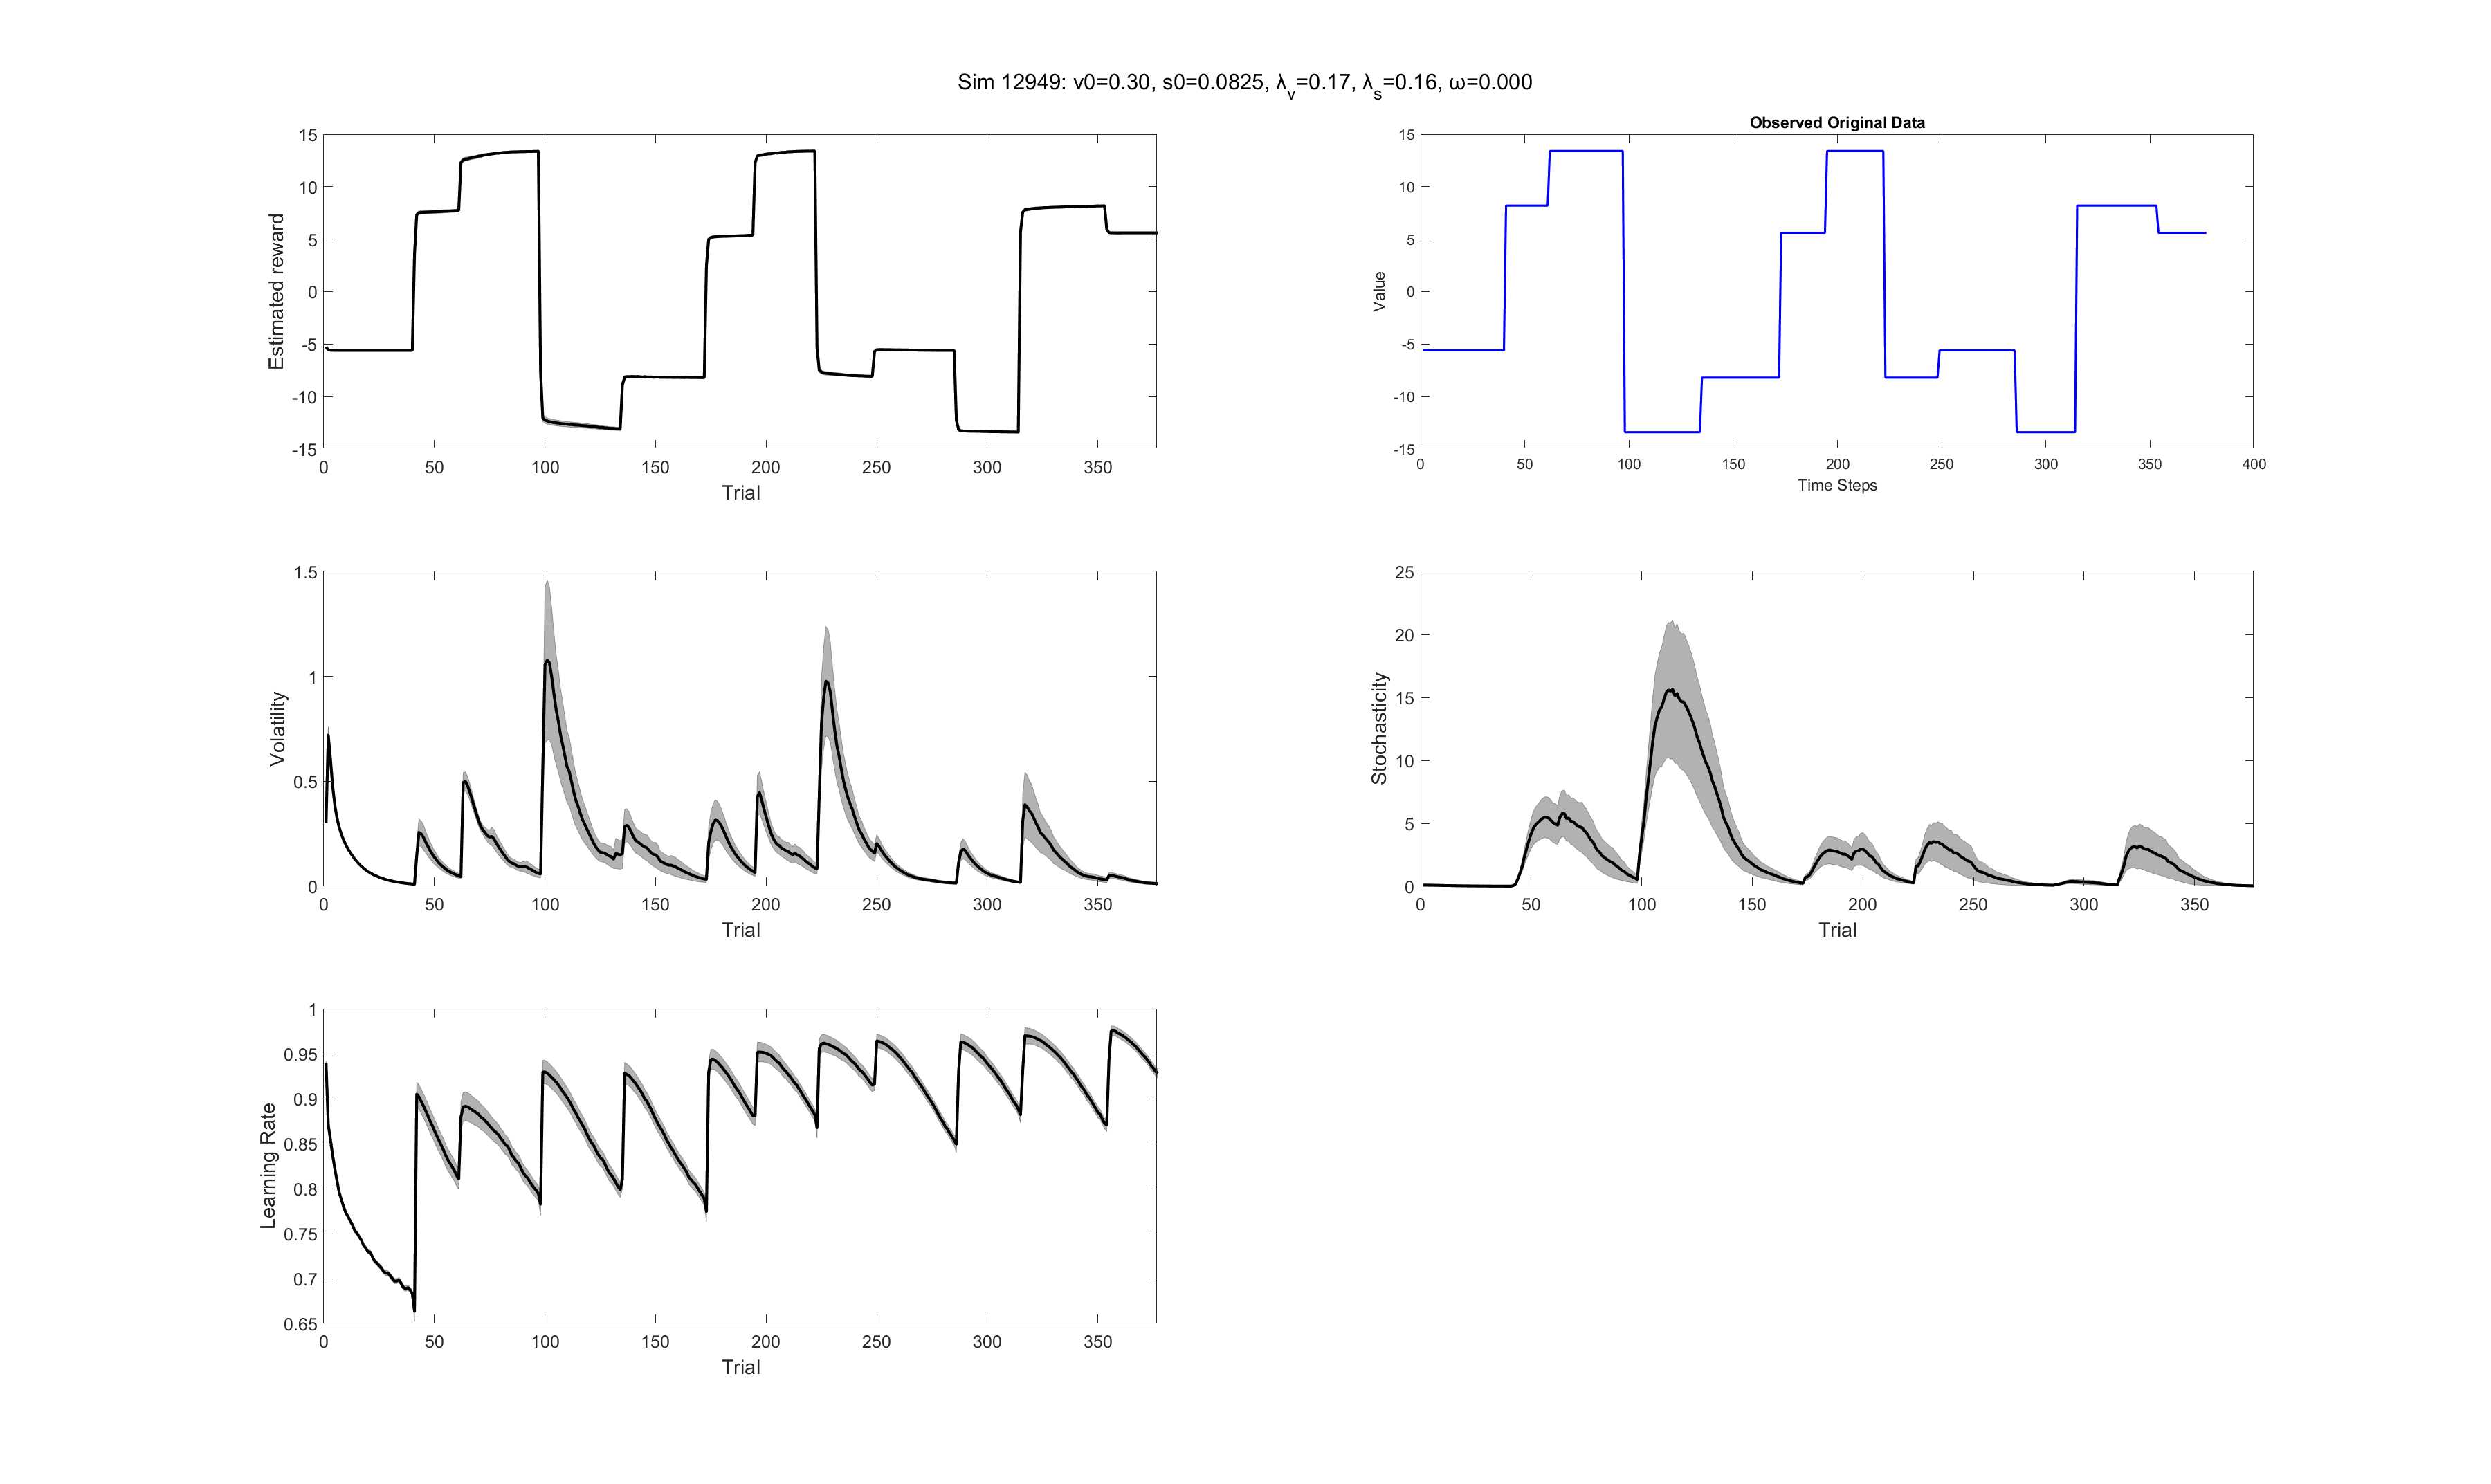 Sim 12949: v0=0.30, s0=0.0825, λv=0.17, λs=0.16, ω=0.000
15
10
5
0
-5
-10
-15
Estimated reward
0 50 100 150 200 250 300 350
Trial
Observed Original Data
15
10
5
0
-5
-10
-15
Value
0 50 100 150 200 250 300 350 400
Time Steps
1.5
1
0.5
0
Volatility
0 50 100 150 200 250 300 350
Trial
25
20
15
10
5
0
Stochasticity
0 50 100 150 200 250 300 350
Trial
1
0.95
0.9
0.85
0.8
0.75
0.7
0.65
Learning Rate
0 50 100 150 200 250 300 350
Trial